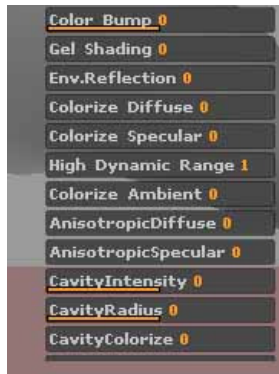 Color Bump 0
Gel Shading 0
Env.Reflection 0
Colorize Diffuse 0
Colorize Specular 0
High Dynamic Range 1
Colorize Ambient 0
AnisotropicDiffuse 0
AnisotropicSpecular 0
CavityIntensity 0
CavityRadius 0
CavityColorize 0